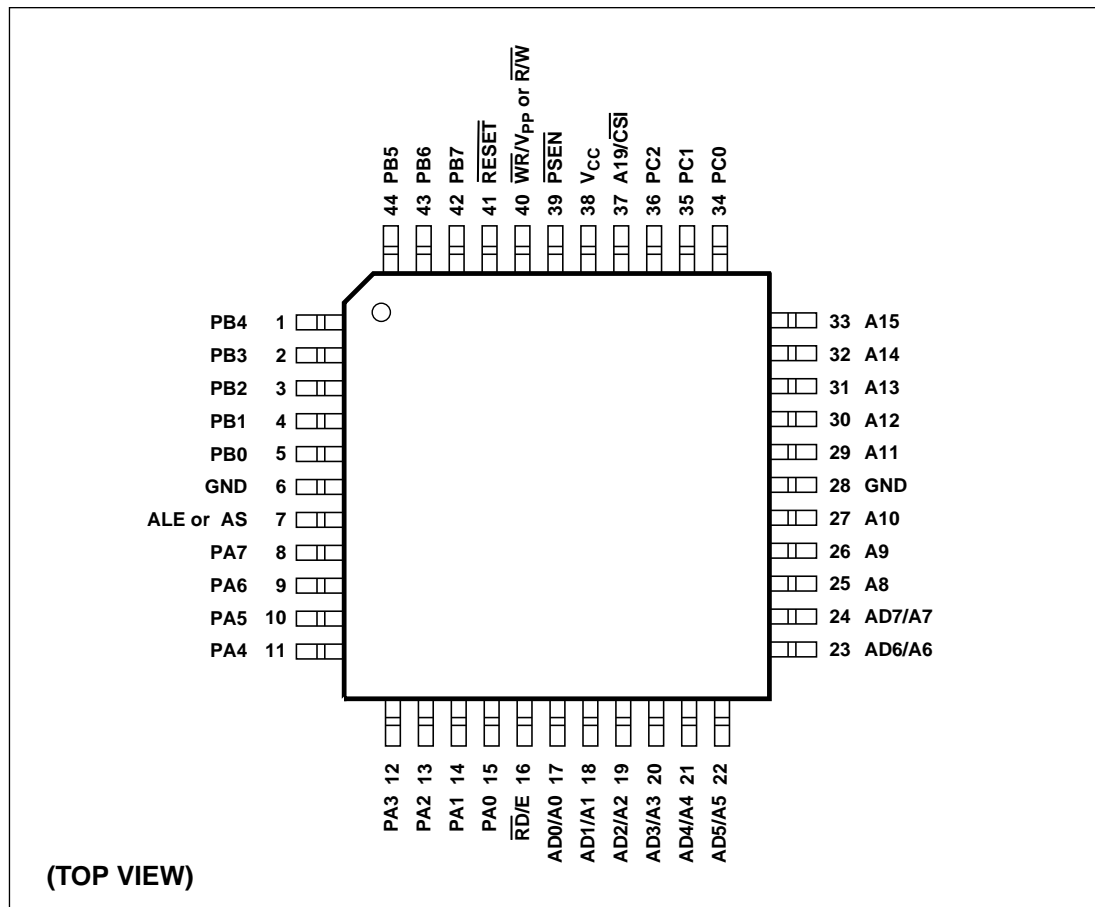 44 PB5
43 PB6
42 PB7
41 R̅E̅S̅E̅T̅
40 W̅R̅/VPP or R̅/̅W̅
39 P̅S̅E̅N̅
38 VCC
37 A19/C̅S̅I̅
36 PC2
35 PC1
34 PC0
PB4 1
PB3 2
PB2 3
PB1 4
PB0 5
GND 6
ALE or AS 7
PA7 8
PA6 9
PA5 10
PA4 11
33 A15
32 A14
31 A13
30 A12
29 A11
28 GND
27 A10
26 A9
25 A8
24 AD7/A7
23 AD6/A6
PA3 12
PA2 13
PA1 14
PA0 15
R̅D̅/E 16
AD0/A0 17
AD1/A1 18
AD2/A2 19
AD3/A3 20
AD4/A4 21
AD5/A5 22
(TOP VIEW)